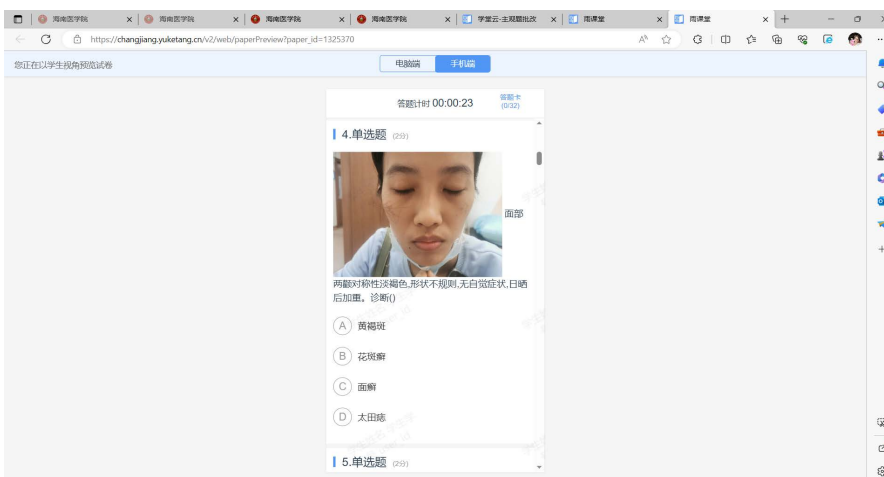 海南医学院
海南医学院
海南医学院
海南医学院
学堂云-主观题批改
雨课堂
雨课堂
https://changjiang.yuketang.cn/v2/web/paperPreview?paper_id=1325370
您正在以学生视角预览试卷
电脑端
手机端
答题计时 00:00:23
答题卡
(0/32)
4.单选题 (2分)
面部
两颧对称性淡褐色,形状不规则,无自觉症状,日晒
后加重。诊断()
A 黄褐斑
B 花斑癣
C 面癣
D 太田痣
5.单选题 (2分)